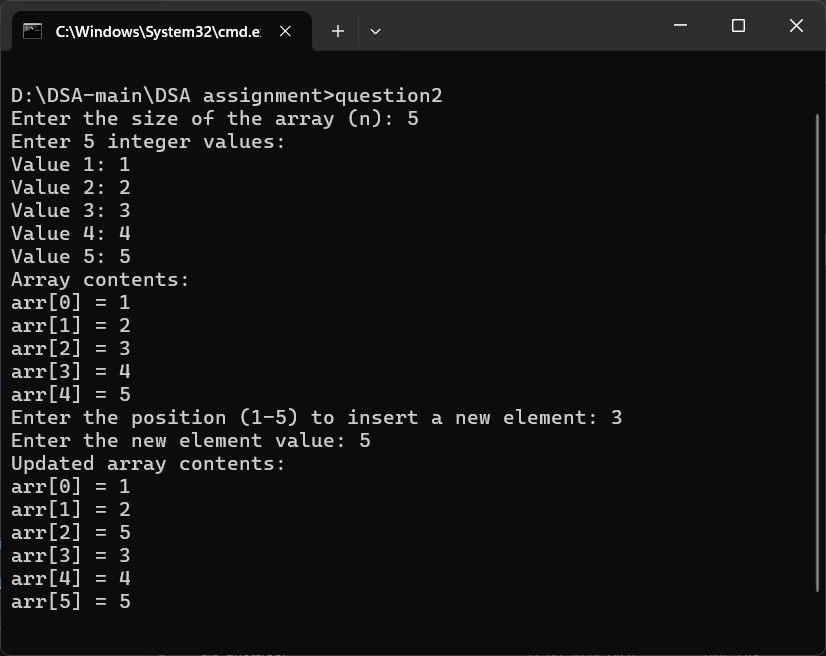 C:\Windows\System32\cmd.e
D:\DSA-main\DSA assignment>question2
Enter the size of the array (n): 5
Enter 5 integer values:
Value 1: 1
Value 2: 2
Value 3: 3
Value 4: 4
Value 5: 5
Array contents:
arr[0] = 1
arr[1] = 2
arr[2] = 3
arr[3] = 4
arr[4] = 5
Enter the position (1-5) to insert a new element: 3
Enter the new element value: 5
Updated array contents:
arr[0] = 1
arr[1] = 2
arr[2] = 5
arr[3] = 3
arr[4] = 4
arr[5] = 5